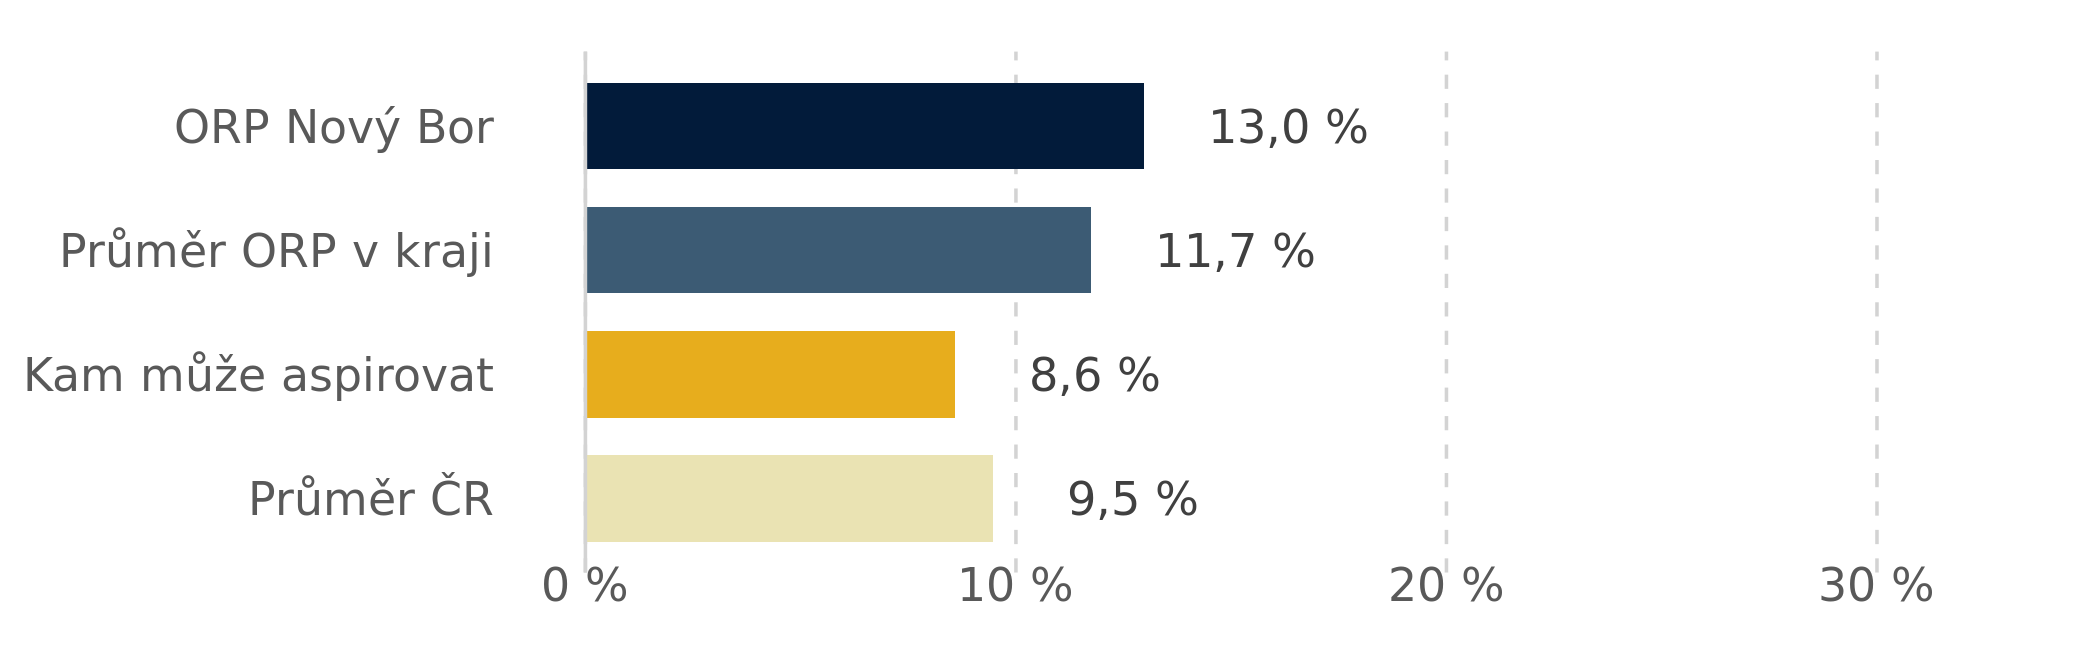 ORP Nový Bor 13,0 %
Průměr ORP v kraji 11,7 %
Kam může aspirovat 8,6 %
Průměr ČR 9,5 %
0 % 10 % 20 % 30 %